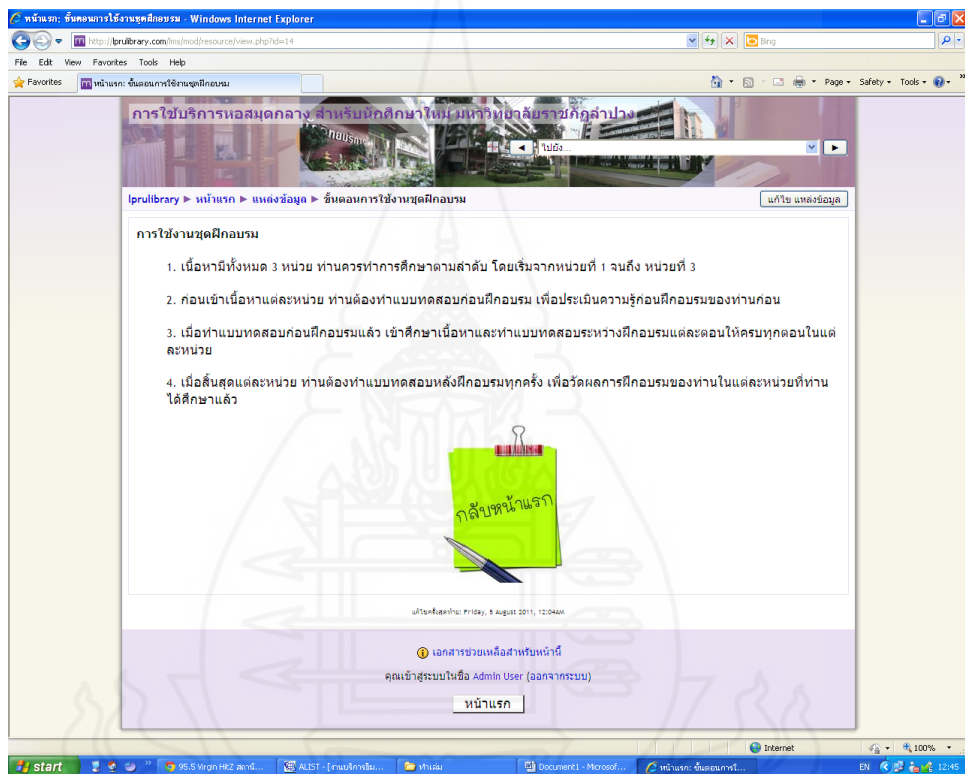 หน้าแรก: ขั้นตอนการใช้งานชุดฝึกอบรม - Windows Internet Explorer
http://lprulibrary.com/lms/mod/resource/view.php?id=14
Bing
File Edit View Favorites Tools Help
Favorites
หน้าแรก: ขั้นตอนการใช้งานชุดฝึกอบรม
Page Safety Tools
การใช้บริการหอสมุดกลาง สำหรับนักศึกษาใหม่ มหาวิทยาลัยราชภัฏลำปาง
ไปยัง...
lprulibrary ► หน้าแรก ► แหล่งข้อมูล ► ขั้นตอนการใช้งานชุดฝึกอบรม
แก้ไข แหล่งข้อมูล
การใช้งานชุดฝึกอบรม
1. เนื้อหามีทั้งหมด 3 หน่วย ท่านควรทำการศึกษาตามลำดับ โดยเริ่มจากหน่วยที่ 1 จนถึง หน่วยที่ 3
2. ก่อนเข้าเนื้อหาแต่ละหน่วย ท่านต้องทำแบบทดสอบก่อนฝึกอบรม เพื่อประเมินความรู้ก่อนฝึกอบรมของท่านก่อน
3. เมื่อทำแบบทดสอบก่อนฝึกอบรมแล้ว เข้าศึกษาเนื้อหาและทำแบบทดสอบระหว่างฝึกอบรมแต่ละตอนให้ครบทุกตอนในแต่
ละหน่วย
4. เมื่อสิ้นสุดแต่ละหน่วย ท่านต้องทำแบบทดสอบหลังฝึกอบรมทุกครั้ง เพื่อวัดผลการฝึกอบรมของท่านในแต่ละหน่วยที่ท่าน
ได้ศึกษาแล้ว
กลับหน้าแรก
แก้ไขครั้งสุดท้าย: Friday, 5 August 2011, 12:04AM
เอกสารช่วยเหลือสำหรับหน้านี้
คุณเข้าสู่ระบบในชื่อ Admin User (ออกจากระบบ)
หน้าแรก
Internet
100%
start
95.5 Virgin HitZ สถานี...
ALIST - [งานบริการยืม...
ทำเล่ม
Document1 - Microsof...
หน้าแรก: ขั้นตอนการใ...
EN
12:45